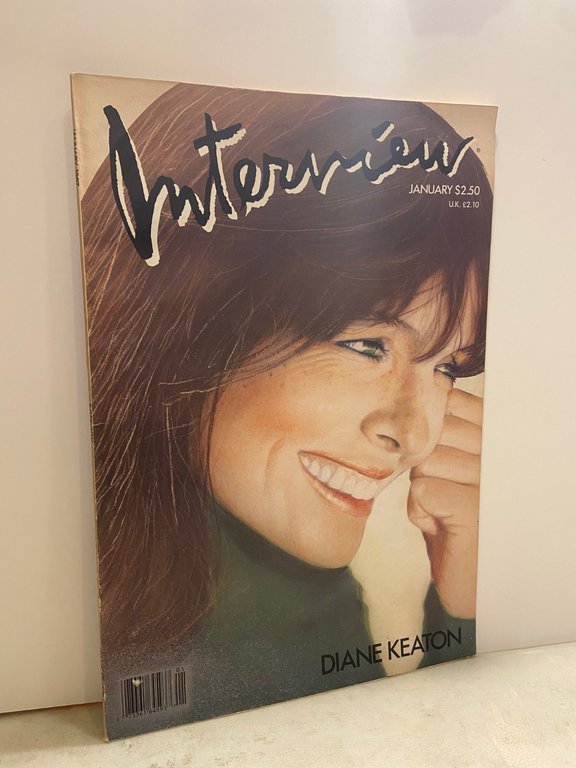 Interview
JANUARY $2.50
U.K. £2.10
DIANE KEATON